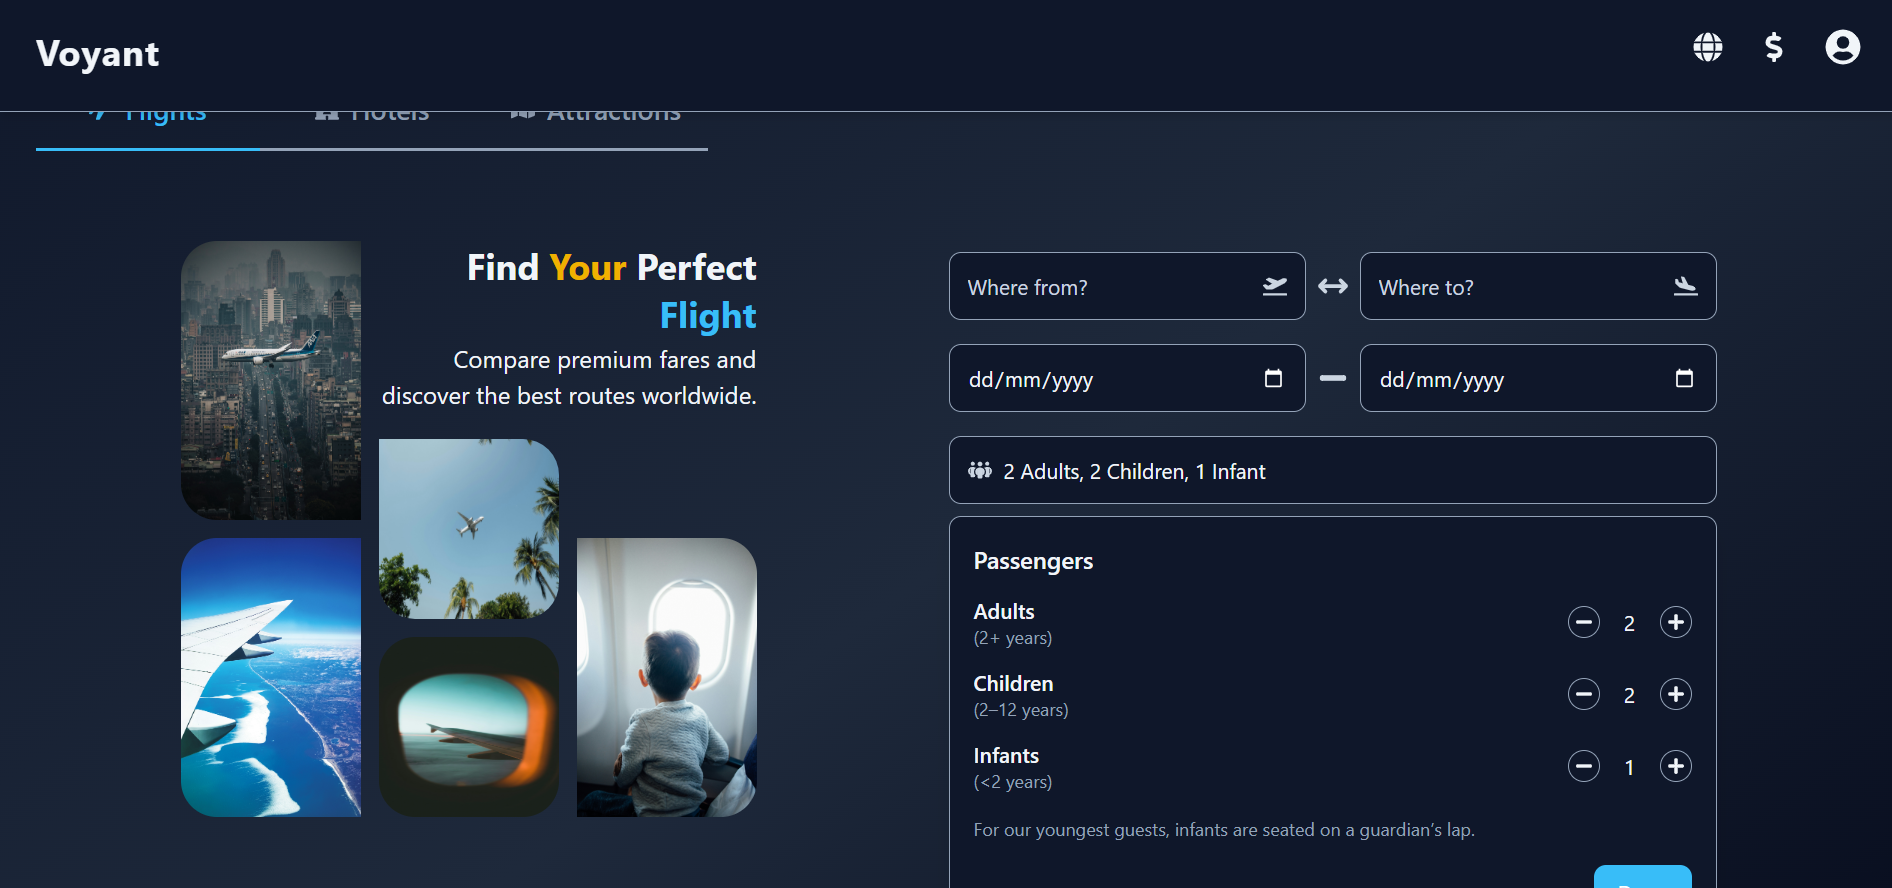 Voyant
Flights Hotels Attractions
Find Your Perfect
Flight
Compare premium fares and
discover the best routes worldwide.
Where from?
Where to?
dd/mm/yyyy
dd/mm/yyyy
2 Adults, 2 Children, 1 Infant
Passengers
Adults
(2+ years)
2
Children
(2–12 years)
2
Infants
(<2 years)
1
For our youngest guests, infants are seated on a guardian’s lap.